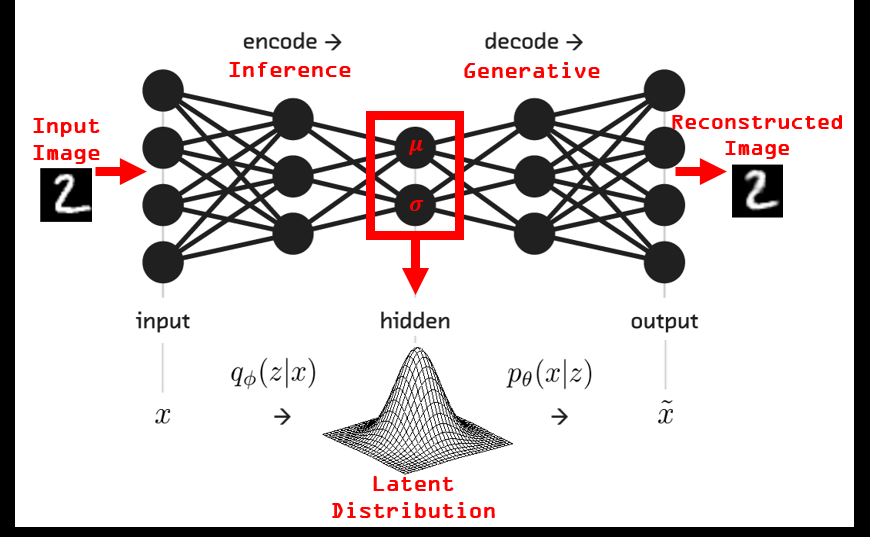 encode → decode →
Inference Generative
Input
Image
Reconstructed
Image
2
2
μ
σ
input hidden output
qϕ(z|x) pθ(x|z)
x → → x̃
Latent
Distribution